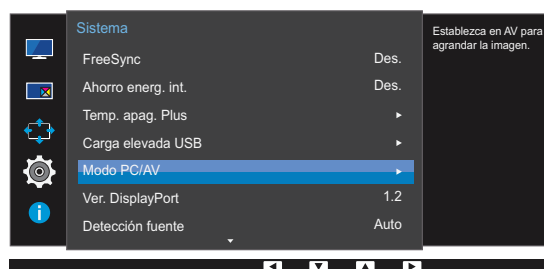 Sistema
FreeSync Des.
Ahorro energ. int. Des.
Temp. apag. Plus
Carga elevada USB
Modo PC/AV
Ver. DisplayPort 1.2
Detección fuente Auto
Establezca en AV para
agrandar la imagen.